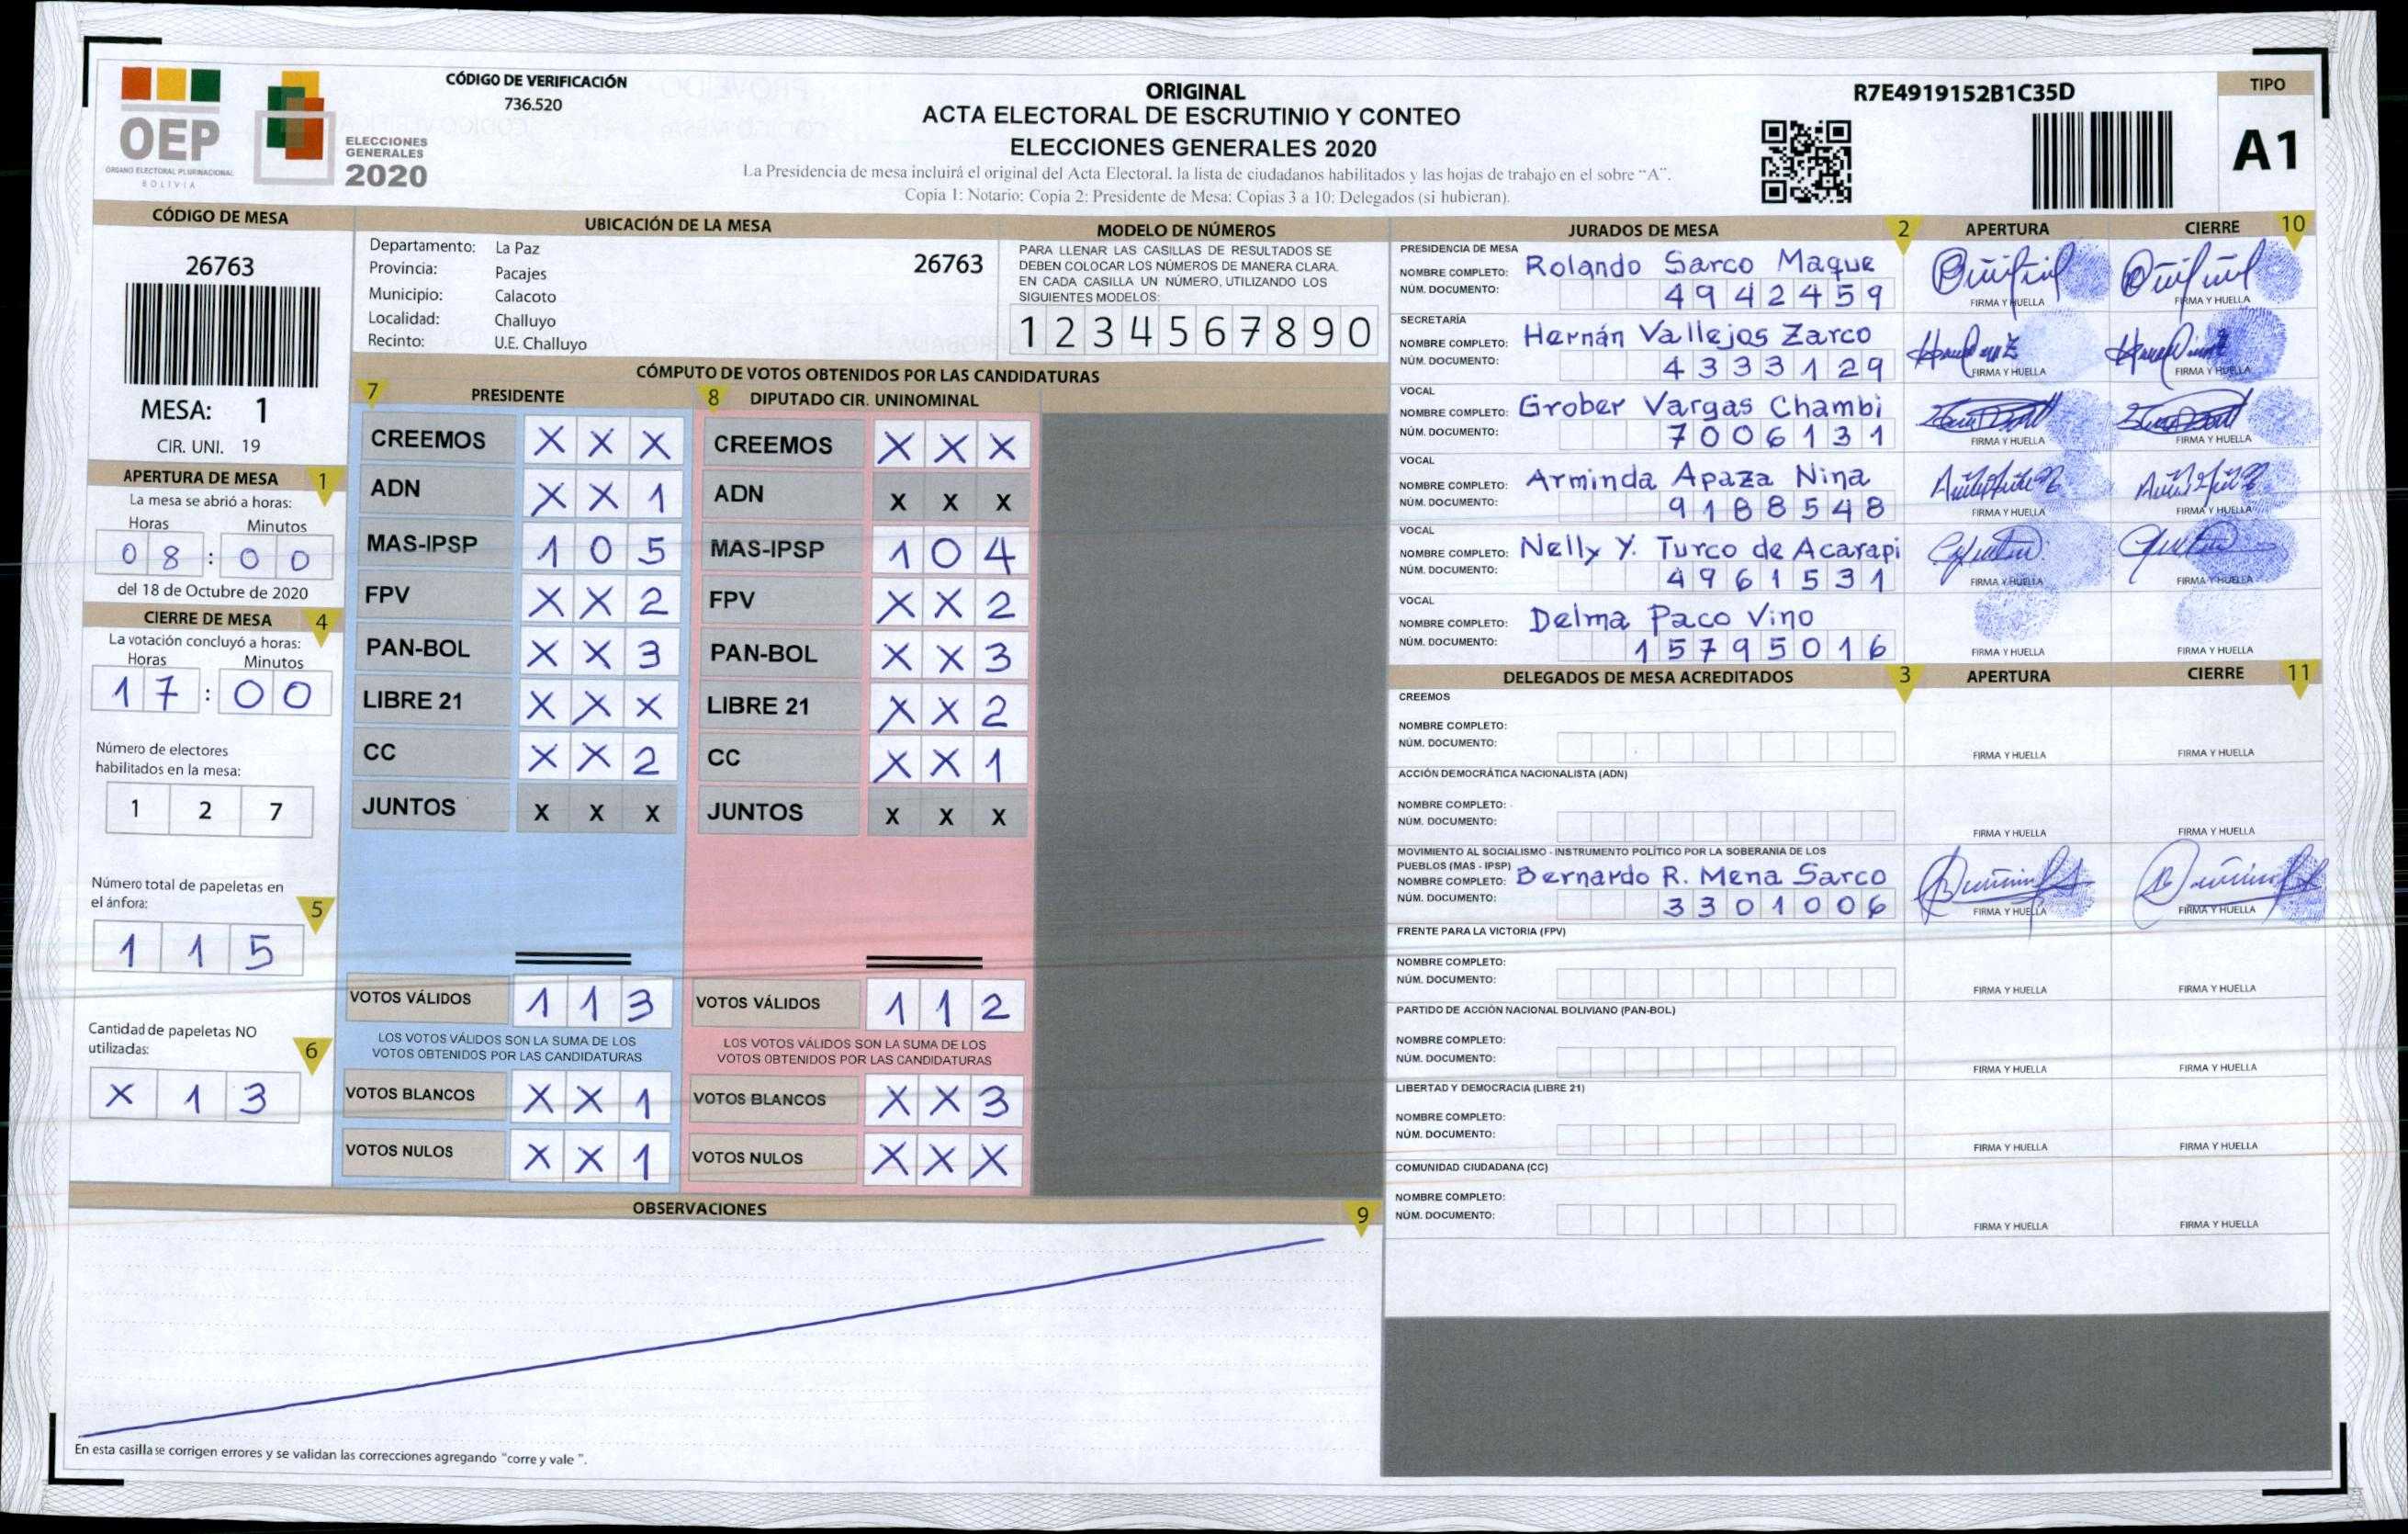 OEP
ÓRGANO ELECTORAL PLURINACIONAL
BOLIVIA
ELECCIONES
GENERALES
2020
CÓDIGO DE VERIFICACIÓN
736.520
ORIGINAL
ACTA ELECTORAL DE ESCRUTINIO Y CONTEO
ELECCIONES GENERALES 2020
La Presidencia de mesa incluirá el original del Acta Electoral, la lista de ciudadanos habilitados y las hojas de trabajo en el sobre “A”.
Copia 1: Notario; Copia 2: Presidente de Mesa; Copias 3 a 10: Delegados (si hubieran).
R7E4919152B1C35D
TIPO
A1
CÓDIGO DE MESA
26763
MESA: 1
CIR. UNI. 19
APERTURA DE MESA 1
La mesa se abrió a horas:
Horas Minutos
0 8 : 0 0
del 18 de Octubre de 2020
CIERRE DE MESA 4
La votación concluyó a horas:
Horas Minutos
1 7 : 0 0
Número de electores
habilitados en la mesa:
1 2 7
Número total de papeletas en
el ánfora: 5
1 1 5
Cantidad de papeletas NO
utilizadas: 6
X 1 3
UBICACIÓN DE LA MESA
Departamento: La Paz
26763
Provincia: Pacajes
Municipio: Calacoto
Localidad: Challuyo
Recinto: U.E. Challuyo
MODELO DE NÚMEROS
PARA LLENAR LAS CASILLAS DE RESULTADOS SE
DEBEN COLOCAR LOS NÚMEROS DE MANERA CLARA.
EN CADA CASILLA UN NÚMERO, UTILIZANDO LOS
SIGUIENTES MODELOS:
1 2 3 4 5 6 7 8 9 0
CÓMPUTO DE VOTOS OBTENIDOS POR LAS CANDIDATURAS
7 PRESIDENTE
CREEMOS X X X
ADN X X 1
MAS-IPSP 1 0 5
FPV X X 2
PAN-BOL X X 3
LIBRE 21 X X X
CC X X 2
JUNTOS X X X
VOTOS VÁLIDOS 1 1 3
LOS VOTOS VÁLIDOS SON LA SUMA DE LOS
VOTOS OBTENIDOS POR LAS CANDIDATURAS
VOTOS BLANCOS X X 1
VOTOS NULOS X X 1
8 DIPUTADO CIR. UNINOMINAL
CREEMOS X X X
ADN X X X
MAS-IPSP 1 0 4
FPV X X 2
PAN-BOL X X 3
LIBRE 21 X X 2
CC X X 1
JUNTOS X X X
VOTOS VÁLIDOS 1 1 2
LOS VOTOS VÁLIDOS SON LA SUMA DE LOS
VOTOS OBTENIDOS POR LAS CANDIDATURAS
VOTOS BLANCOS X X 3
VOTOS NULOS X X X
OBSERVACIONES 9
En esta casilla se corrigen errores y se validan las correcciones agregando "corre y vale ".
JURADOS DE MESA 2 APERTURA CIERRE 10
PRESIDENCIA DE MESA
NOMBRE COMPLETO: Rolando Sarco Maque
NÚM. DOCUMENTO: 4942459 FIRMA Y HUELLA FIRMA Y HUELLA
SECRETARÍA
NOMBRE COMPLETO: Hernán Vallejos Zarco
NÚM. DOCUMENTO: 4333129 FIRMA Y HUELLA FIRMA Y HUELLA
VOCAL
NOMBRE COMPLETO: Grober Vargas Chambi
NÚM. DOCUMENTO: 7006131 FIRMA Y HUELLA FIRMA Y HUELLA
VOCAL
NOMBRE COMPLETO: Arminda Apaza Nina
NÚM. DOCUMENTO: 9188548 FIRMA Y HUELLA FIRMA Y HUELLA
VOCAL
NOMBRE COMPLETO: Nelly Y. Turco de Acarapi
NÚM. DOCUMENTO: 4961531 FIRMA Y HUELLA FIRMA Y HUELLA
VOCAL
NOMBRE COMPLETO: Delma Paco Vino
NÚM. DOCUMENTO: 15795016 FIRMA Y HUELLA FIRMA Y HUELLA
DELEGADOS DE MESA ACREDITADOS 3 APERTURA CIERRE 11
CREEMOS
NOMBRE COMPLETO:
NÚM. DOCUMENTO: FIRMA Y HUELLA FIRMA Y HUELLA
ACCIÓN DEMOCRÁTICA NACIONALISTA (ADN)
NOMBRE COMPLETO:
NÚM. DOCUMENTO: FIRMA Y HUELLA FIRMA Y HUELLA
MOVIMIENTO AL SOCIALISMO - INSTRUMENTO POLÍTICO POR LA SOBERANIA DE LOS
PUEBLOS (MAS - IPSP)
NOMBRE COMPLETO: Bernardo R. Mena Sarco
NÚM. DOCUMENTO: 3301006 FIRMA Y HUELLA FIRMA Y HUELLA
FRENTE PARA LA VICTORIA (FPV)
NOMBRE COMPLETO:
NÚM. DOCUMENTO: FIRMA Y HUELLA FIRMA Y HUELLA
PARTIDO DE ACCIÓN NACIONAL BOLIVIANO (PAN-BOL)
NOMBRE COMPLETO:
NÚM. DOCUMENTO: FIRMA Y HUELLA FIRMA Y HUELLA
LIBERTAD Y DEMOCRACIA (LIBRE 21)
NOMBRE COMPLETO:
NÚM. DOCUMENTO: FIRMA Y HUELLA FIRMA Y HUELLA
COMUNIDAD CIUDADANA (CC)
NOMBRE COMPLETO:
NÚM. DOCUMENTO: FIRMA Y HUELLA FIRMA Y HUELLA